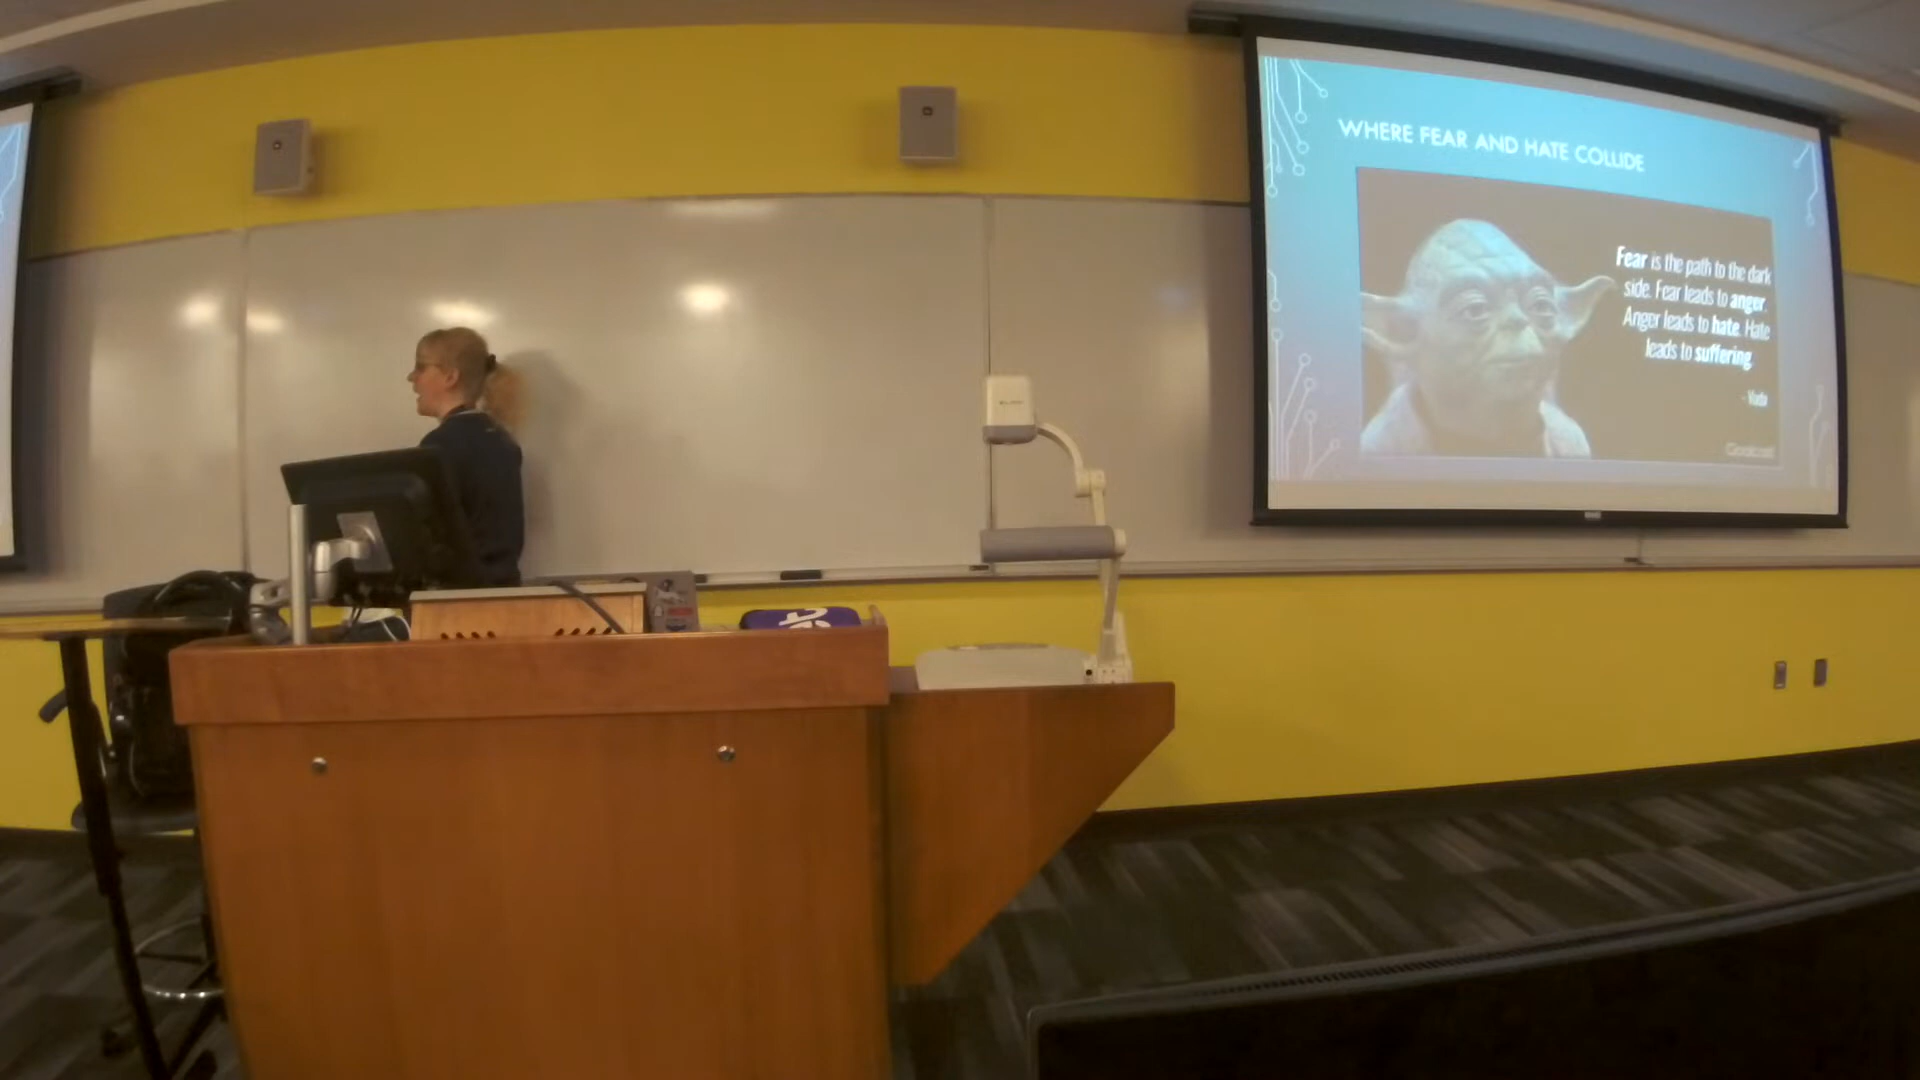 WHERE FEAR AND HATE COLLIDE
Fear is the path to the dark
side. Fear leads to anger.
Anger leads to hate. Hate
leads to suffering.
- Yoda